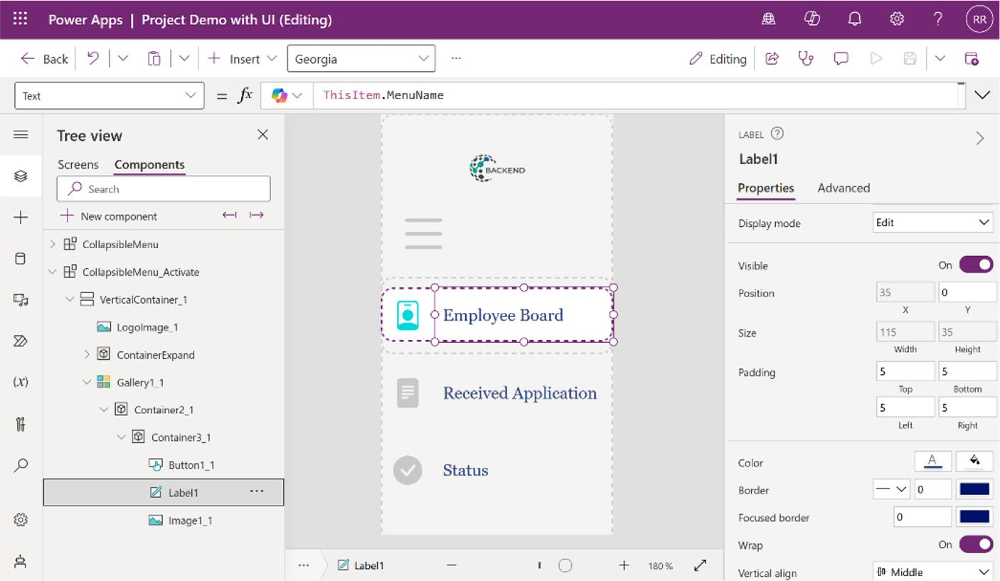 Power Apps | Project Demo with UI (Editing)
RR
Back
Insert
Georgia
...
Editing
Text
= fx
ThisItem.MenuName
Tree view
Screens
Components
Search
New component
CollapsibleMenu
CollapsibleMenu_Activate
VerticalContainer_1
LogoImage_1
ContainerExpand
Gallery1_1
Container2_1
Container3_1
Button1_1
Label1
...
Image1_1
(x)
BACKEND
Employee Board
Received Application
Status
...
Label1
180 %
LABEL
Label1
Properties
Advanced
Display mode
Edit
Visible
On
Position
35
0
X
Y
Size
115
35
Width
Height
Padding
5
5
Top
Bottom
5
5
Left
Right
Color
A
Border
0
Focused border
0
Wrap
On
Vertical align
Middle